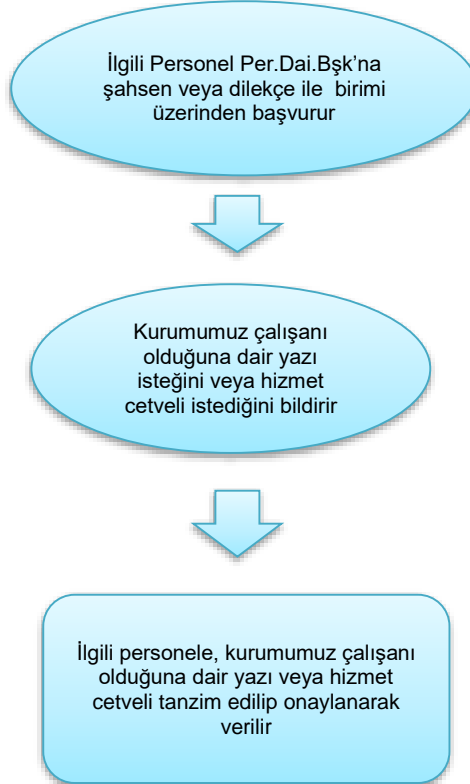 İlgili Personel Per.Dai.Bşk’na
şahsen veya dilekçe ile birimi
üzerinden başvurur
Kurumumuz çalışanı
olduğuna dair yazı
isteğini veya hizmet
cetveli istediğini bildirir
İlgili personele, kurumumuz çalışanı
olduğuna dair yazı veya hizmet
cetveli tanzim edilip onaylanarak
verilir